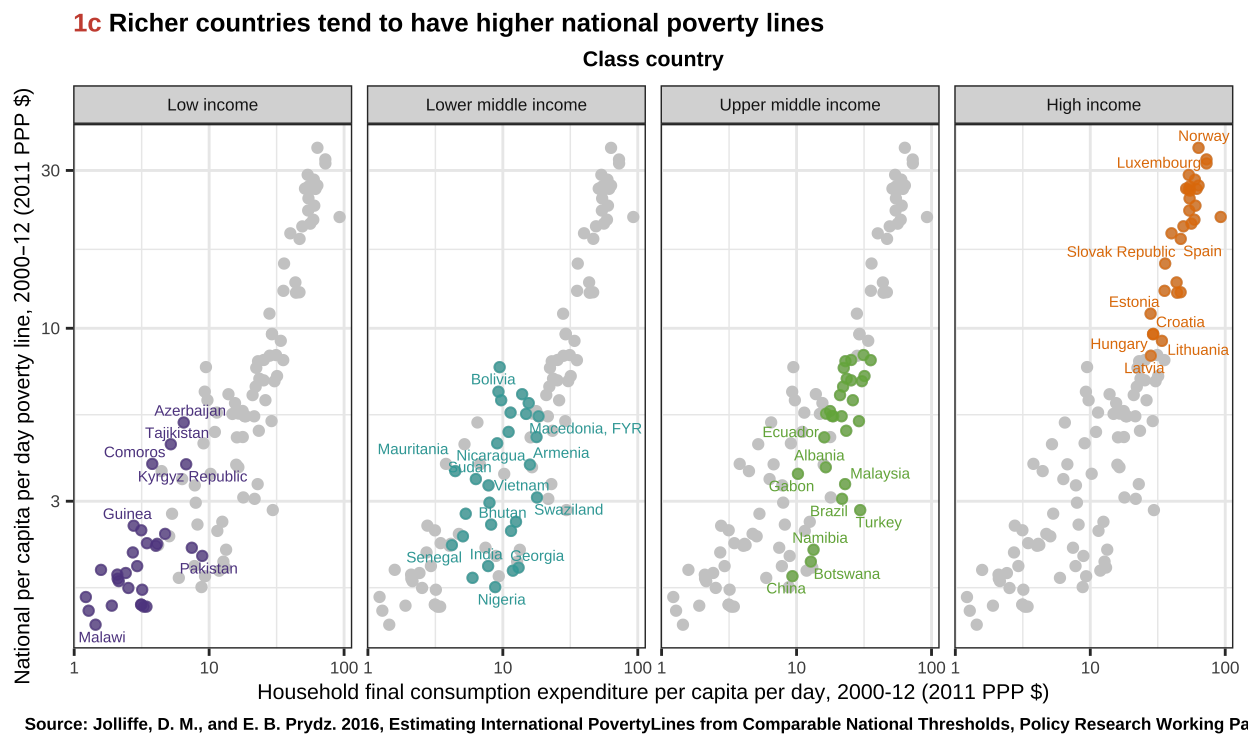 1c Richer countries tend to have higher national poverty lines
Class country
Low income
Lower middle income
Upper middle income
High income
National per capita per day poverty line, 2000–12 (2011 PPP $)
30
10
3
Azerbaijan
Tajikistan
Comoros
Kyrgyz Republic
Guinea
Pakistan
Malawi
Bolivia
Macedonia, FYR
Mauritania
Nicaragua
Armenia
Sudan
Vietnam
Swaziland
Bhutan
Senegal
India
Georgia
Nigeria
Ecuador
Albania
Malaysia
Gabon
Brazil
Turkey
Namibia
Botswana
China
Norway
Luxembourg
Slovak Republic
Spain
Estonia
Croatia
Hungary
Lithuania
Latvia
1 10 100
1 10 100
1 10 100
1 10 100
Household final consumption expenditure per capita per day, 2000-12 (2011 PPP $)
Source: Jolliffe, D. M., and E. B. Prydz. 2016, Estimating International PovertyLines from Comparable National Thresholds, Policy Research Working Pa